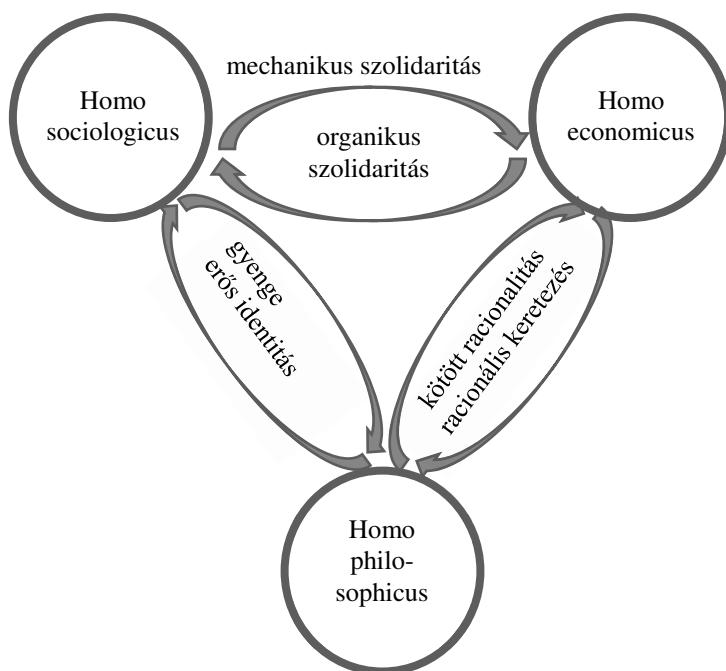 mechanikus szolidaritás
Homo
sociologicus
Homo
economicus
organikus
szolidaritás
gyenge
erős identitás
kötött racionalitás
racionális keretezés
Homo
philo-
sophicus